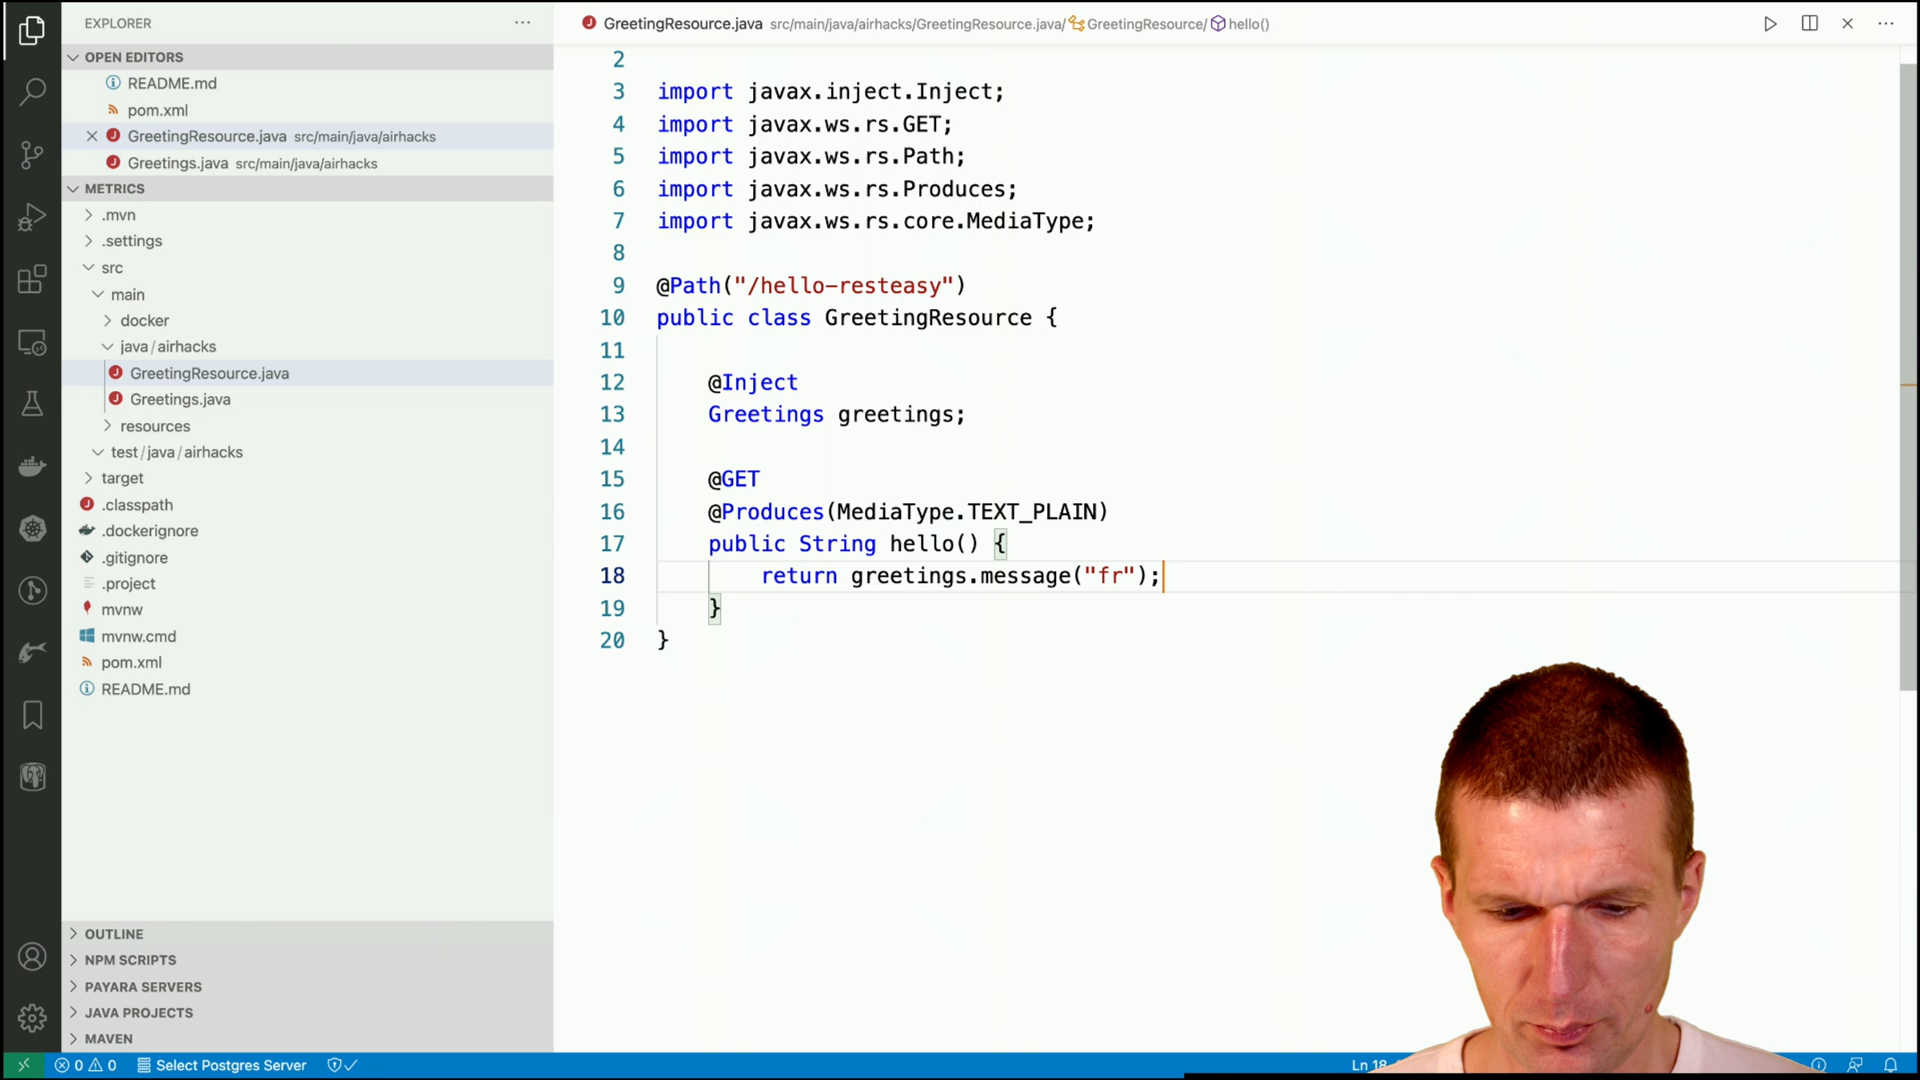 EXPLORER
OPEN EDITORS
README.md
pom.xml
GreetingResource.java src/main/java/airhacks
Greetings.java src/main/java/airhacks
METRICS
.mvn
.settings
src
main
docker
java/airhacks
GreetingResource.java
Greetings.java
resources
test/java/airhacks
target
.classpath
.dockerignore
.gitignore
.project
mvnw
mvnw.cmd
pom.xml
README.md
OUTLINE
NPM SCRIPTS
PAYARA SERVERS
JAVA PROJECTS
MAVEN
GreetingResource.java src/main/java/airhacks/GreetingResource.java/ GreetingResource/ hello()
2
3 import javax.inject.Inject;
4 import javax.ws.rs.GET;
5 import javax.ws.rs.Path;
6 import javax.ws.rs.Produces;
7 import javax.ws.rs.core.MediaType;
8
9 @Path("/hello-resteasy")
10 public class GreetingResource {
11
12 @Inject
13 Greetings greetings;
14
15 @GET
16 @Produces(MediaType.TEXT_PLAIN)
17 public String hello() {
18 return greetings.message("fr");
19 }
20 }
0 0 Select Postgres Server Ln 18